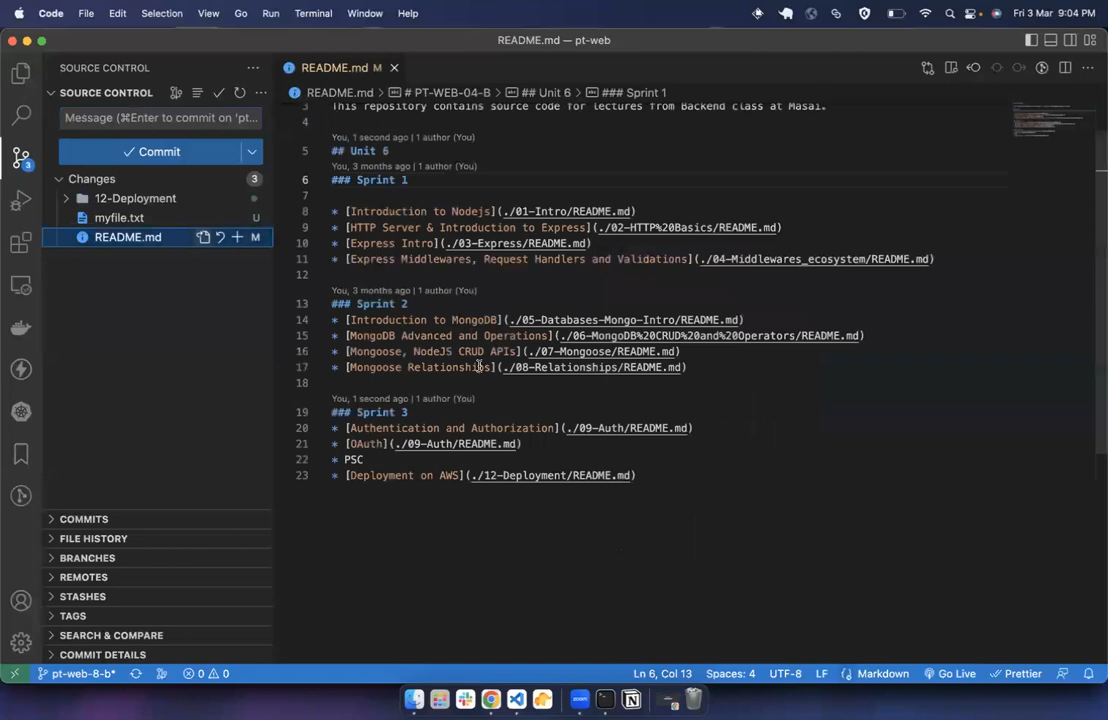 Code File Edit Selection View Go Run Terminal Window Help Fri 3 Mar 9:04 PM
README.md — pt-web
SOURCE CONTROL
README.md M
SOURCE CONTROL
README.md > # PT-WEB-04-B > ## Unit 6 > ### Sprint 1
Message (⌘Enter to commit on 'pt…
Commit
Changes 3
12-Deployment
myfile.txt U
README.md M
3 This repository contains source code for lectures from Backend class at Masai.
4
You, 1 second ago | 1 author (You)
5 ## Unit 6
You, 3 months ago | 1 author (You)
6 ### Sprint 1
7
8 * [Introduction to Nodejs](./01-Intro/README.md)
9 * [HTTP Server & Introduction to Express](./02-HTTP%20Basics/README.md)
10 * [Express Intro](./03-Express/README.md)
11 * [Express Middlewares, Request Handlers and Validations](./04-Middlewares_ecosystem/README.md)
12
You, 3 months ago | 1 author (You)
13 ### Sprint 2
14 * [Introduction to MongoDB](./05-Databases-Mongo-Intro/README.md)
15 * [MongoDB Advanced and Operations](./06-MongoDB%20CRUD%20and%20Operators/README.md)
16 * [Mongoose, NodeJS CRUD APIs](./07-Mongoose/README.md)
17 * [Mongoose Relationships](./08-Relationships/README.md)
18
You, 1 second ago | 1 author (You)
19 ### Sprint 3
20 * [Authentication and Authorization](./09-Auth/README.md)
21 * [OAuth](./09-Auth/README.md)
22 * PSC
23 * [Deployment on AWS](./12-Deployment/README.md)
3
COMMITS
FILE HISTORY
BRANCHES
REMOTES
STASHES
TAGS
SEARCH & COMPARE
COMMIT DETAILS
pt-web-8-b* 0 0 Ln 6, Col 13 Spaces: 4 UTF-8 LF Markdown Go Live Prettier
zoom